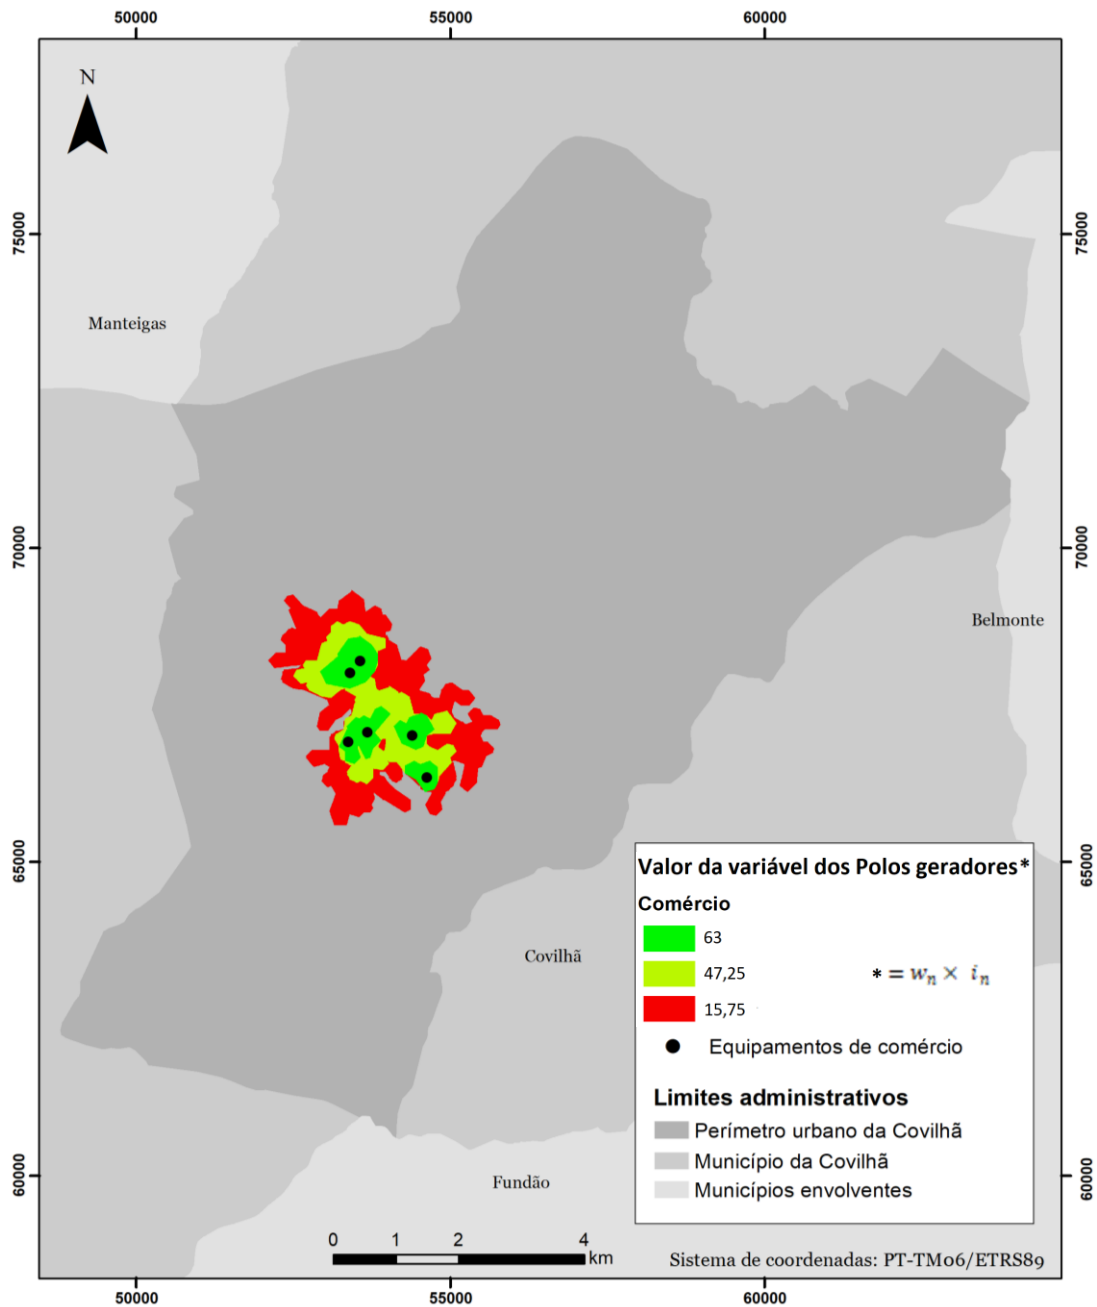 50000 55000 60000
N
75000 75000
Manteigas
70000 70000
Belmonte
65000 65000
Valor da variável dos Polos geradores*
Comércio
63
47,25
* = wₙ × iₙ
15,75
Equipamentos de comércio
Limites administrativos
Perímetro urbano da Covilhã
Município da Covilhã
Municípios envolventes
Covilhã
60000 60000
Fundão
0 1 2 4
km
Sistema de coordenadas: PT-TM06/ETRS89
50000 55000 60000